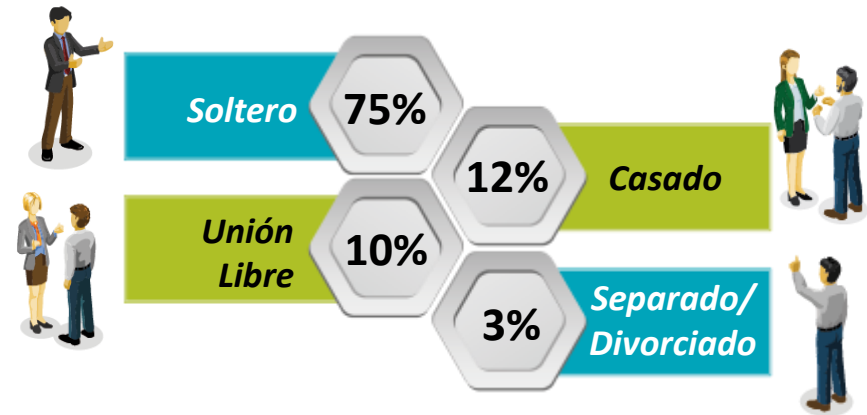 Soltero
75%
12%
Casado
Unión
Libre
10%
3%
Separado/
Divorciado